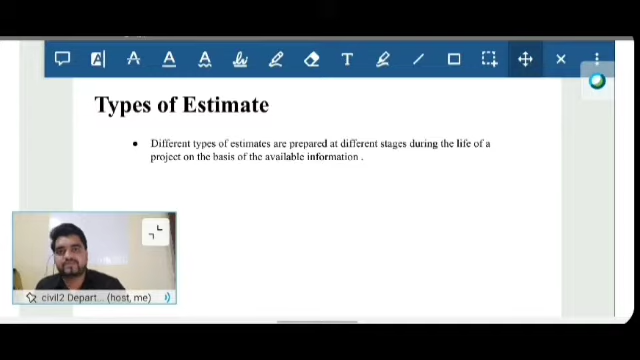 Types of Estimate
● Different types of estimates are prepared at different stages during the life of a
project on the basis of the available information .
civil2 Depart... (host, me)